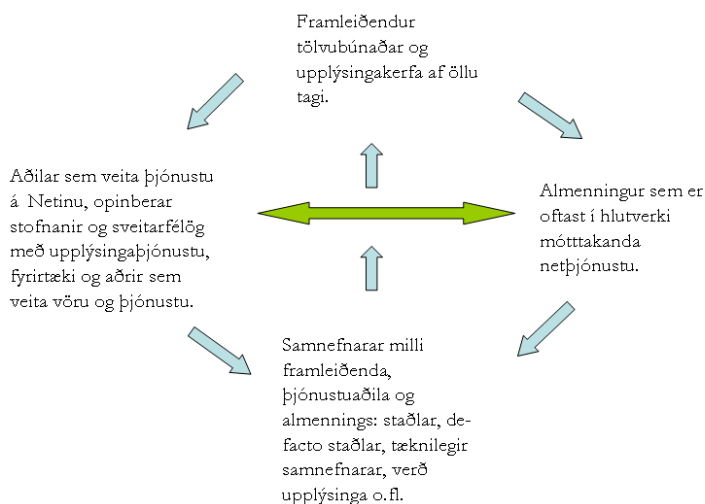 Framleiðendur
tölvubúnaðar og
upplýsingakerfa af öllu
tagi.
Aðilar sem veita þjónustu
á Netinu, opinberar
stofnanir og sveitarfélög
með upplýsingaþjónustu,
fyrirtæki og aðrir sem
veita vöru og þjónustu.
Almenningur sem er
oftast í hlutverki
mótttakanda
netþjónustu.
Samnefnarar milli
framleiðenda,
þjónustuaðila og
almennings: staðlar, de-
facto staðlar, tæknilegir
samnefnarar, verð
upplýsinga o.fl.